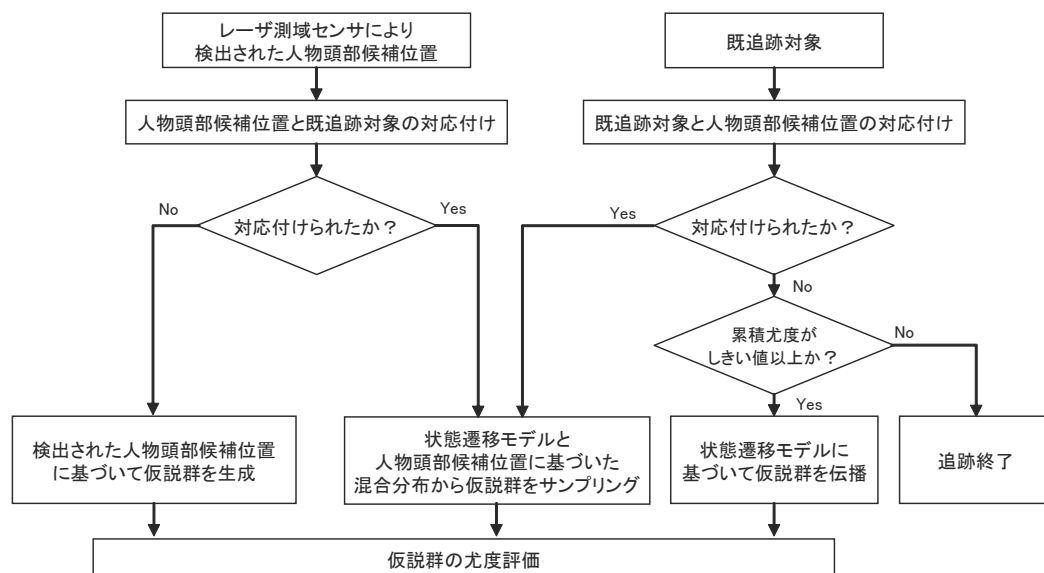 レーザ測域センサにより
検出された人物頭部候補位置
既追跡対象
人物頭部候補位置と既追跡対象の対応付け
既追跡対象と人物頭部候補位置の対応付け
No
対応付けられたか？
Yes
Yes
対応付けられたか？
No
累積尤度が
しきい値以上か？
No
Yes
検出された人物頭部候補位置
に基づいて仮説群を生成
状態遷移モデルと
人物頭部候補位置に基づいた
混合分布から仮説群をサンプリング
状態遷移モデルに
基づいて仮説群を伝播
追跡終了
仮説群の尤度評価